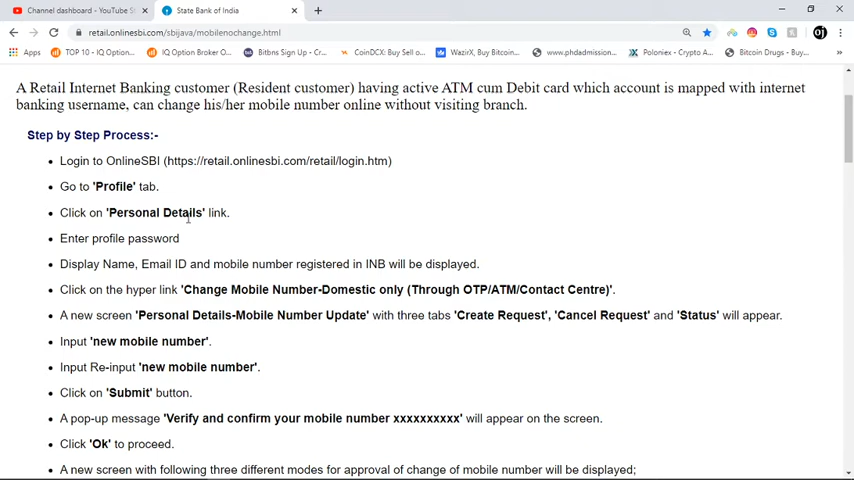 Channel dashboard - YouTube S
State Bank of India
retail.onlinesbi.com/sbijava/mobilenochange.html
Apps
TOP 10 - IQ Option...
IQ Option Broker O...
Bitbns Sign Up - Cr...
CoinDCX: Buy Sell o...
WazirX, Buy Bitcoin...
www.phdadmission...
Poloniex - Crypto A...
Bitcoin Drugs - Buy...
»
A Retail Internet Banking customer (Resident customer) having active ATM cum Debit card which account is mapped with internet
banking username, can change his/her mobile number online without visiting branch.
Step by Step Process:-
• Login to OnlineSBI (https://retail.onlinesbi.com/retail/login.htm)
• Go to 'Profile' tab.
• Click on 'Personal Details' link.
• Enter profile password
• Display Name, Email ID and mobile number registered in INB will be displayed.
• Click on the hyper link 'Change Mobile Number-Domestic only (Through OTP/ATM/Contact Centre)'.
• A new screen 'Personal Details-Mobile Number Update' with three tabs 'Create Request', 'Cancel Request' and 'Status' will appear.
• Input 'new mobile number'.
• Input Re-input 'new mobile number'.
• Click on 'Submit' button.
• A pop-up message 'Verify and confirm your mobile number xxxxxxxxxx' will appear on the screen.
• Click 'Ok' to proceed.
• A new screen with following three different modes for approval of change of mobile number will be displayed;